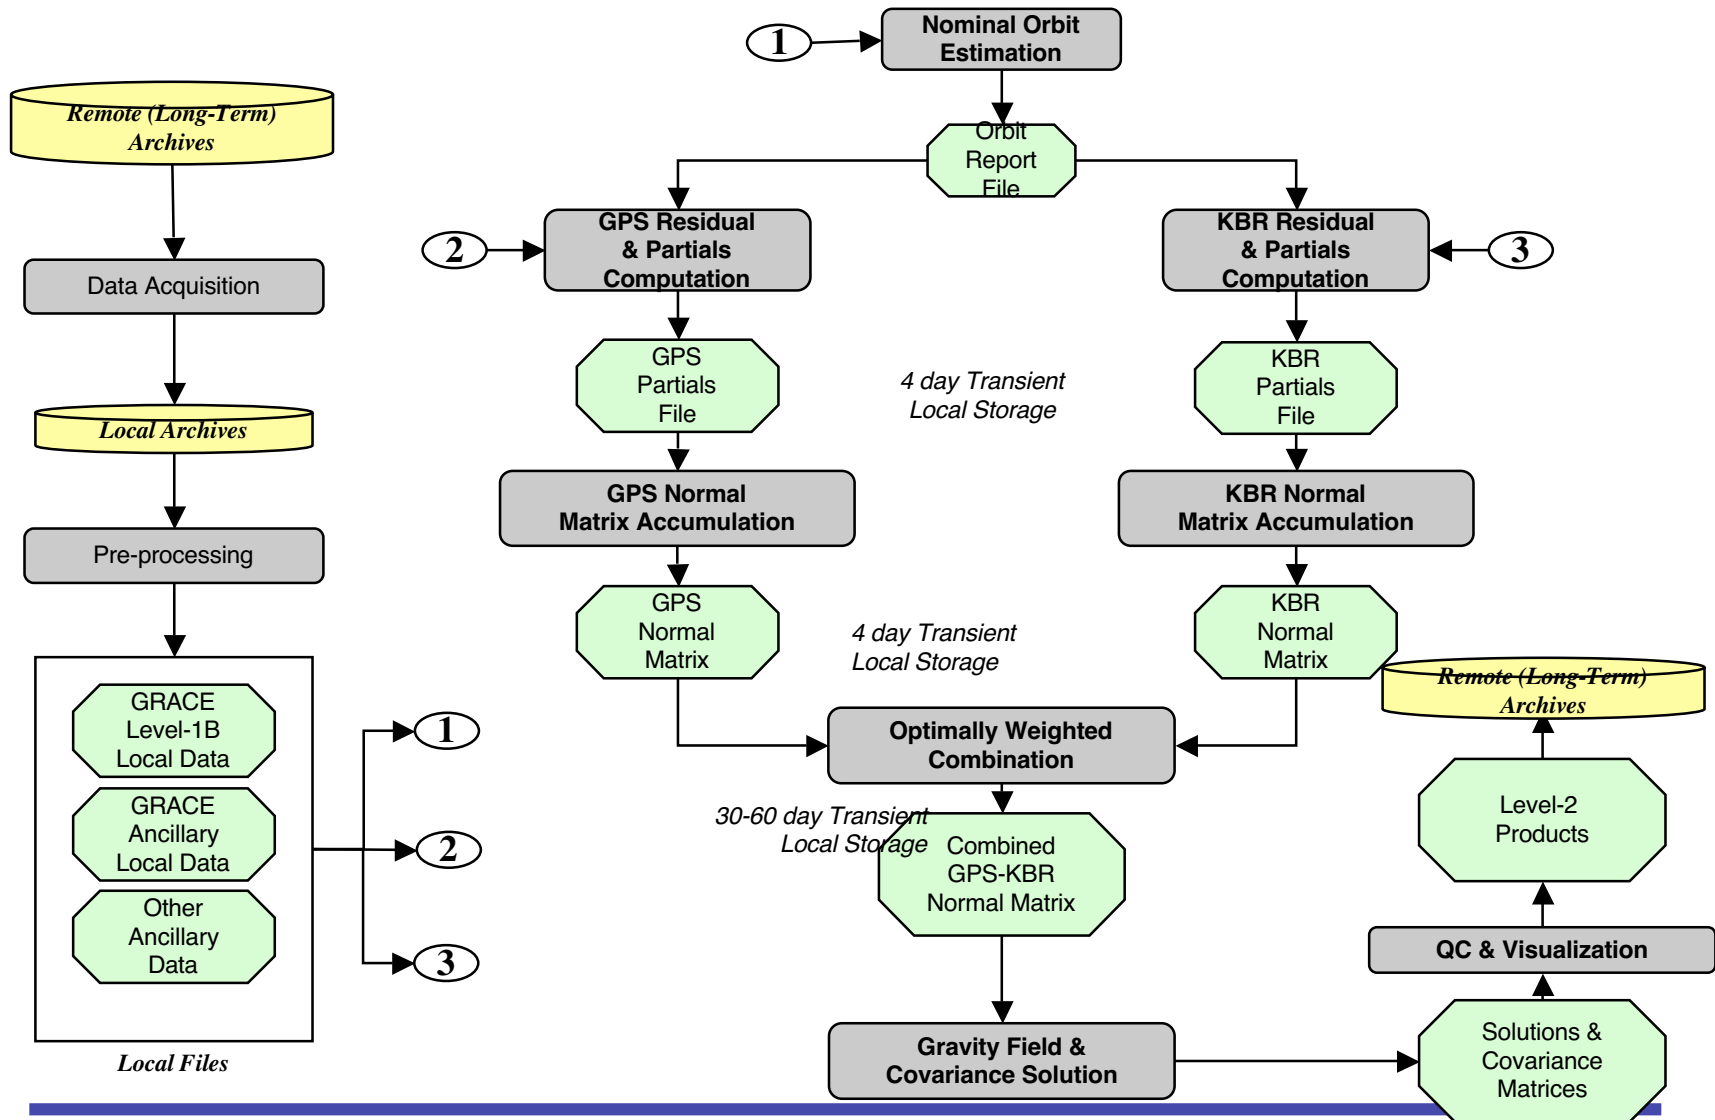 Remote (Long-Term)
Archives
Data Acquisition
Local Archives
Pre-processing
GRACE
Level-1B
Local Data
GRACE
Ancillary
Local Data
Other
Ancillary
Data
Local Files
1
2
3
1
Nominal Orbit
Estimation
Orbit
Report
File
2
GPS Residual
& Partials
Computation
KBR Residual
& Partials
Computation
3
GPS
Partials
File
4 day Transient
Local Storage
KBR
Partials
File
GPS Normal
Matrix Accumulation
KBR Normal
Matrix Accumulation
GPS
Normal
Matrix
4 day Transient
Local Storage
KBR
Normal
Matrix
Optimally Weighted
Combination
30-60 day Transient
Local Storage
Combined
GPS-KBR
Normal Matrix
Gravity Field &
Covariance Solution
Solutions &
Covariance
Matrices
QC & Visualization
Level-2
Products
Remote (Long-Term)
Archives